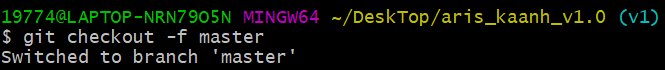 19774@LAPTOP-NRN79O5N MINGW64 ~/DeskTop/aris_kaanh_v1.0 (v1)
$ git checkout -f master
Switched to branch 'master'